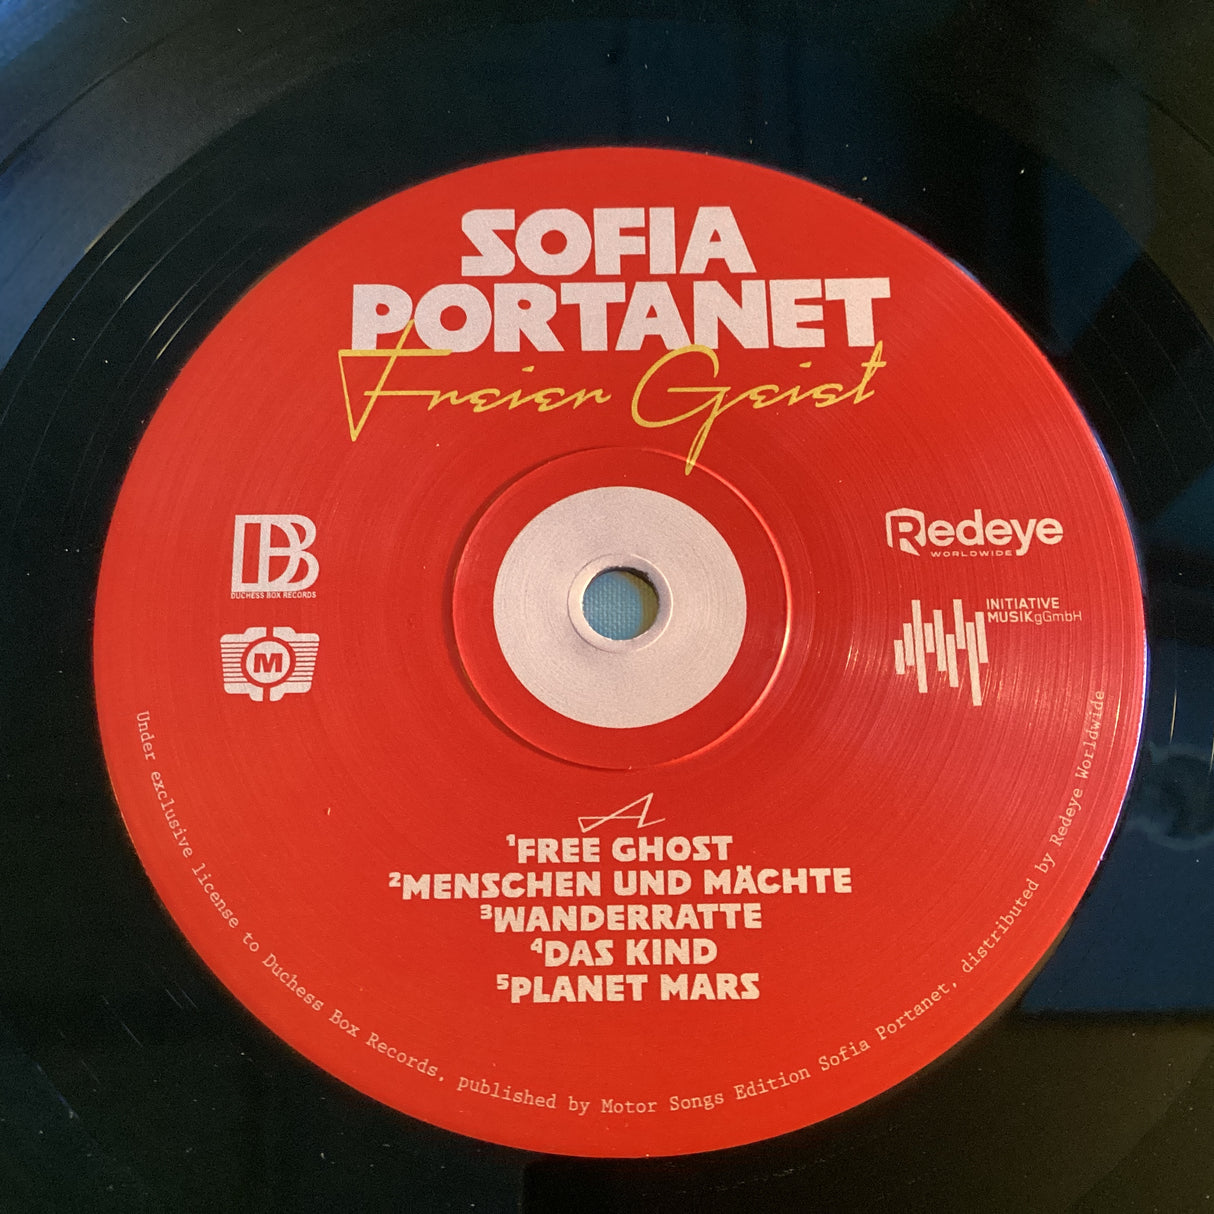 SOFIA
PORTANET
Freier Geist
DB
DUCHESS BOX RECORDS
M
Redeye
WORLDWIDE
INITIATIVE
MUSIKgGmbH
A
¹FREE GHOST
²MENSCHEN UND MÄCHTE
³WANDERRATTE
⁴DAS KIND
⁵PLANET MARS
Under exclusive license to Duchess Box Records, published by Motor Songs Edition Sofia Portanet, distributed by Redeye Worldwide